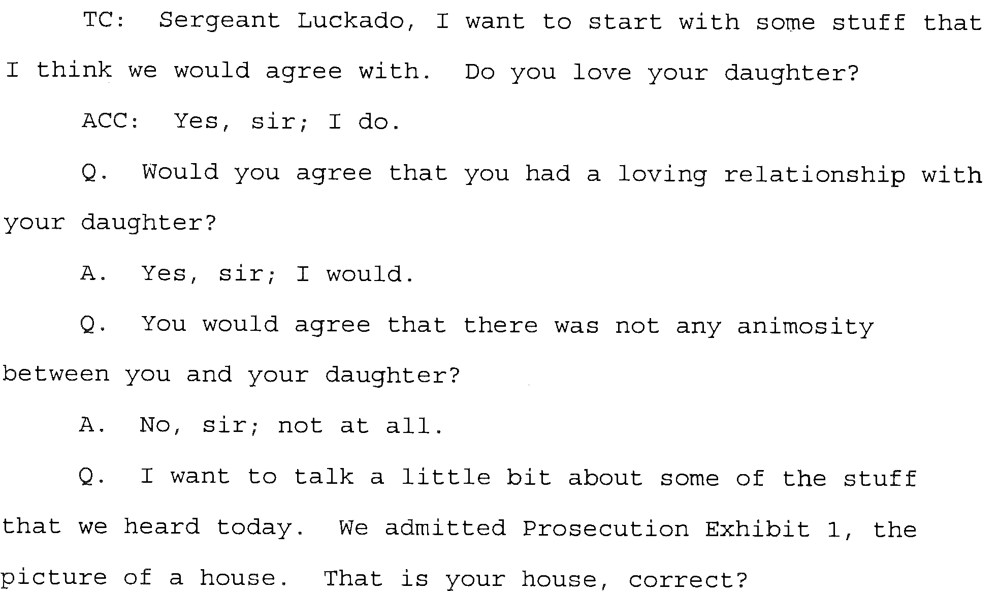 TC: Sergeant Luckado, I want to start with some stuff that
I think we would agree with. Do you love your daughter?
ACC: Yes, sir; I do.
Q. Would you agree that you had a loving relationship with
your daughter?
A. Yes, sir; I would.
Q. You would agree that there was not any animosity
between you and your daughter?
A. No, sir; not at all.
Q. I want to talk a little bit about some of the stuff
that we heard today. We admitted Prosecution Exhibit 1, the
picture of a house. That is your house, correct?